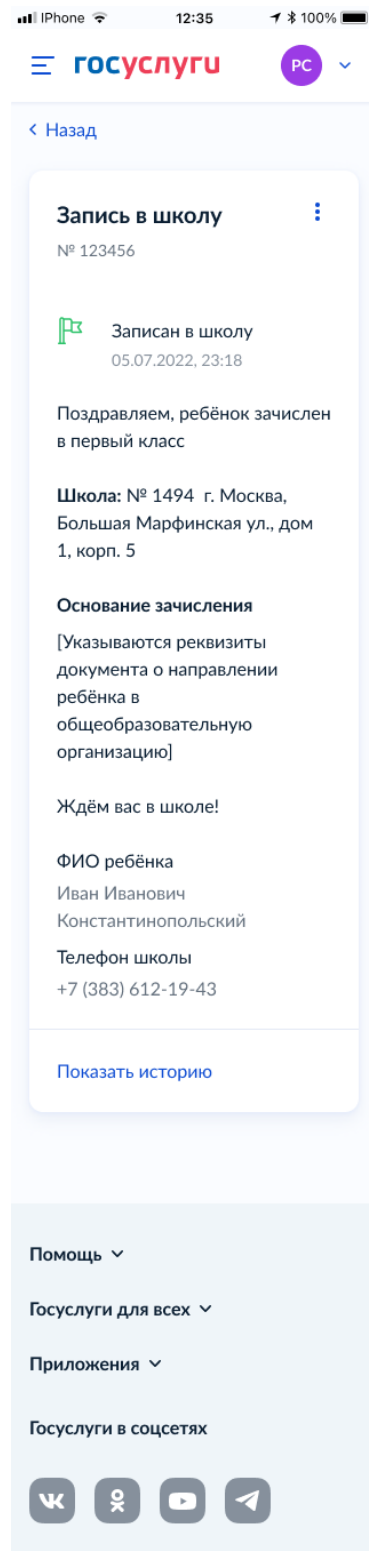 iPhone 12:35 100%
госуслуги РС
Назад
Запись в школу
№ 123456
Записан в школу
05.07.2022, 23:18
Поздравляем, ребёнок зачислен
в первый класс
Школа: № 1494 г. Москва,
Большая Марфинская ул., дом
1, корп. 5
Основание зачисления
[Указываются реквизиты
документа о направлении
ребёнка в
общеобразовательную
организацию]
Ждём вас в школе!
ФИО ребёнка
Иван Иванович
Константинопольский
Телефон школы
+7 (383) 612-19-43
Показать историю
Помощь
Госуслуги для всех
Приложения
Госуслуги в соцсетях